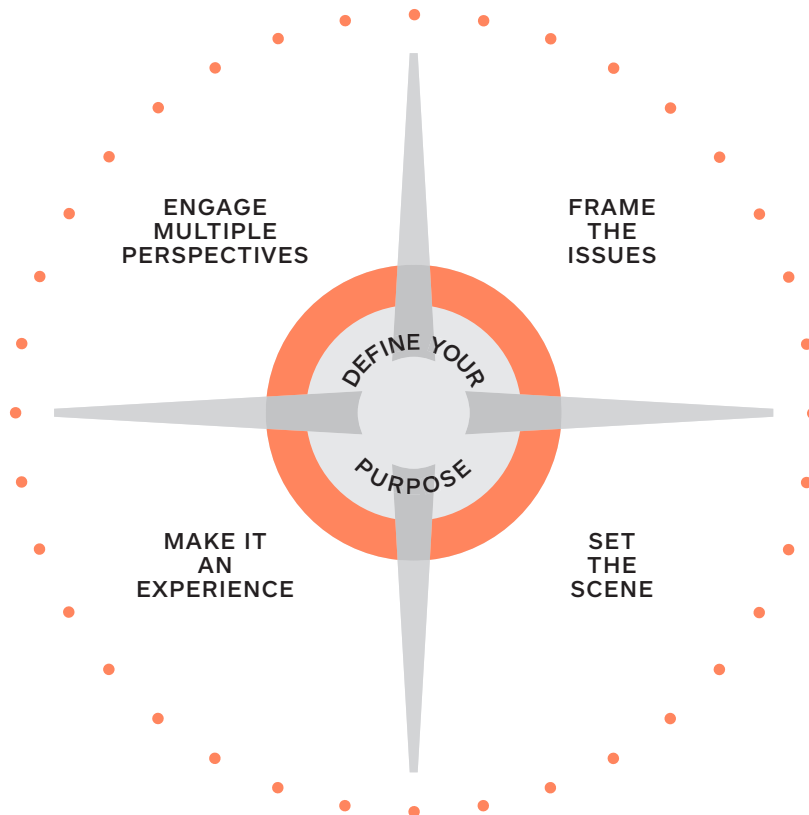 ENGAGE
MULTIPLE
PERSPECTIVES
FRAME
THE
ISSUES
DEFINE YOUR
PURPOSE
MAKE IT
AN
EXPERIENCE
SET
THE
SCENE